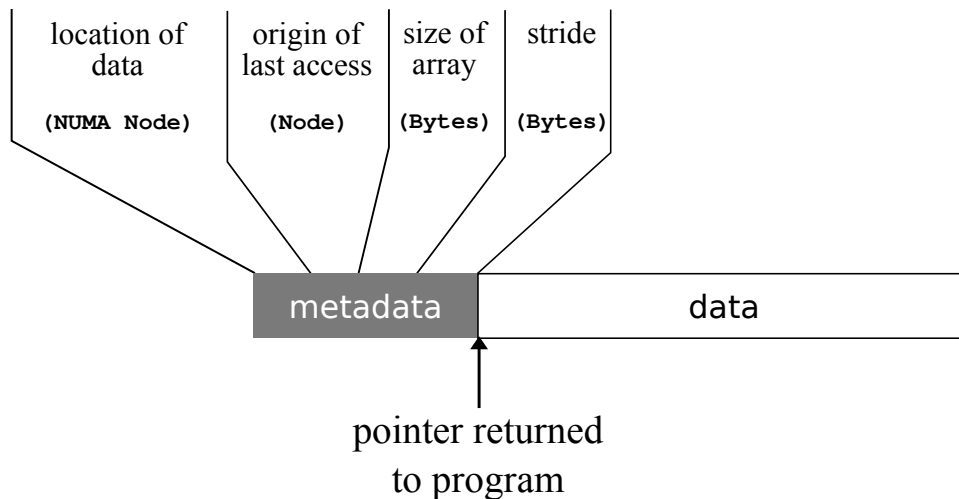 location of
data
(NUMA Node)
origin of
last access
(Node)
size of
array
(Bytes)
stride
(Bytes)
metadata
data
pointer returned
to program